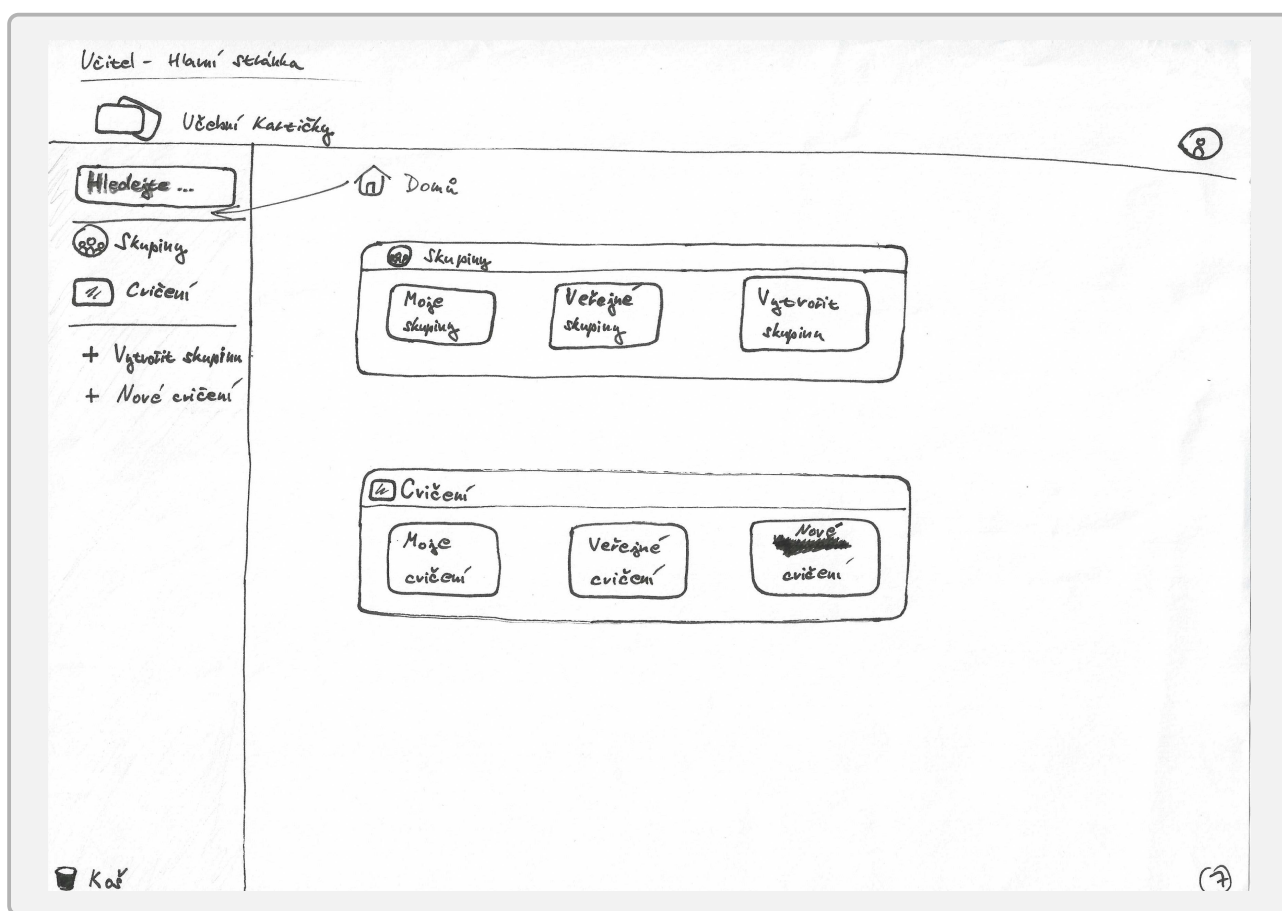 Učitel - Hlavní stránka
Učební Kartičky
Hledejte ...
Domů
Skupiny
Cvičení
+ Vytvořit skupinu
+ Nové cvičení
Skupiny
Moje
skupiny
Veřejné
skupiny
Vytvořit
skupinu
Cvičení
Moje
cvičení
Veřejné
cvičení
Nové
cvičení
Koš
(7)